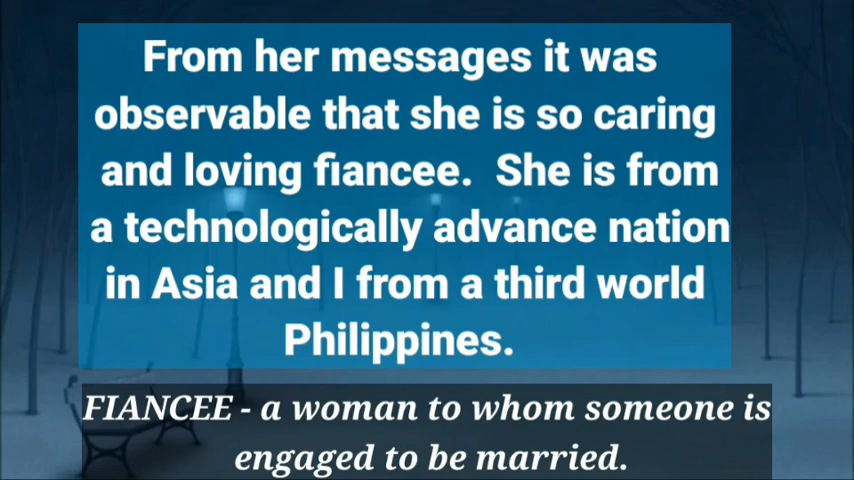 From her messages it was
observable that she is so caring
and loving fiancee. She is from
a technologically advance nation
in Asia and I from a third world
Philippines.
FIANCEE - a woman to whom someone is
engaged to be married.